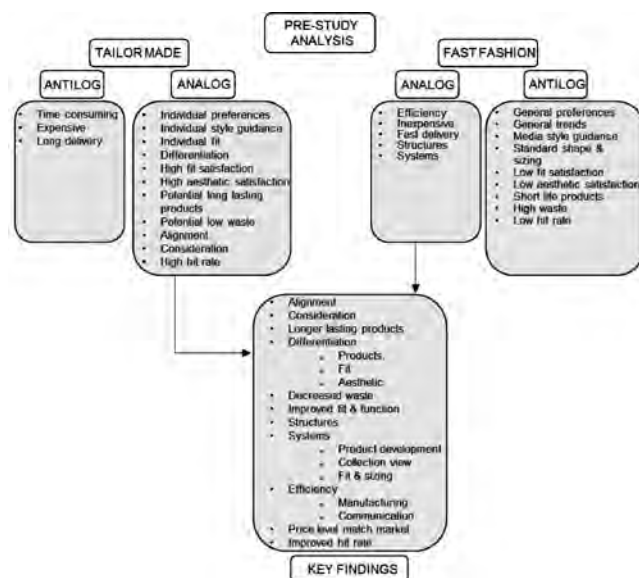 PRE-STUDY
ANALYSIS
TAILOR MADE
ANTILOG
• Time consuming
• Expensive
• Long delivery
ANALOG
• Individual preferences
• Individual style guidance
• Individual fit
• Differentiation
• High fit satisfaction
• High aesthetic satisfaction
• Potential long lasting
products
• Potential low waste
• Alignment
• Consideration
• High hit rate
FAST FASHION
ANALOG
• Efficiency
• Inexpensive
• Fast delivery
• Structures
• Systems
ANTILOG
• General preferences
• General trends
• Media style guidance
• Standard shape &
sizing
• Low fit satisfaction
• Low aesthetic satisfaction
• Short life products
• High waste
• Low hit rate
• Alignment
• Consideration
• Longer lasting products
• Differentiation
o Products.
o Fit
o Aesthetic
• Decreased waste
• Improved fit & function
• Structures
• Systems
o Product development
o Collection view
o Fit & sizing
• Efficiency
o Manufacturing
o Communication
• Price level match market
• Improved hit rate
KEY FINDINGS